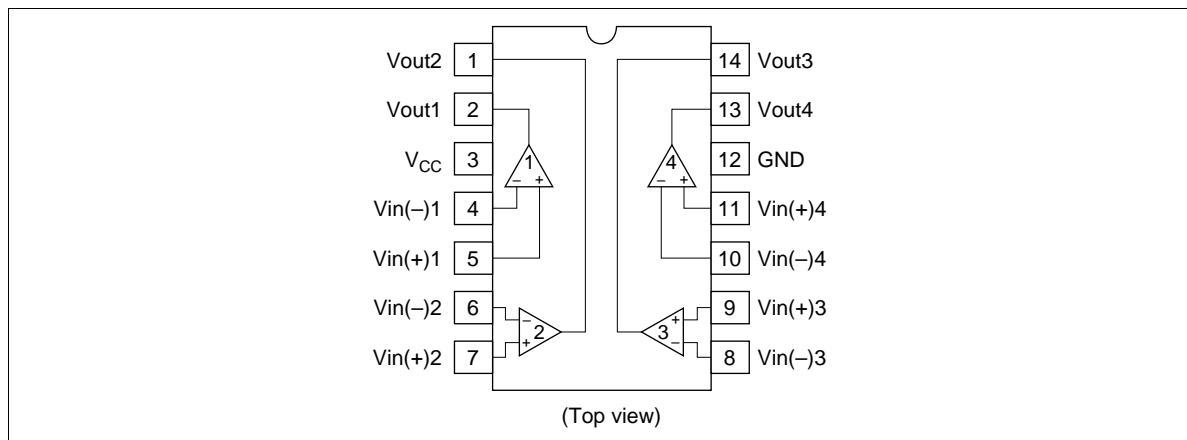 Vout2 1 14 Vout3
Vout1 2 13 Vout4
VCC 3 1 4 12 GND
– + – +
Vin(–)1 4 11 Vin(+)4
Vin(+)1 5 10 Vin(–)4
Vin(–)2 6 – + 9 Vin(+)3
2 3
Vin(+)2 7 + – 8 Vin(–)3
(Top view)